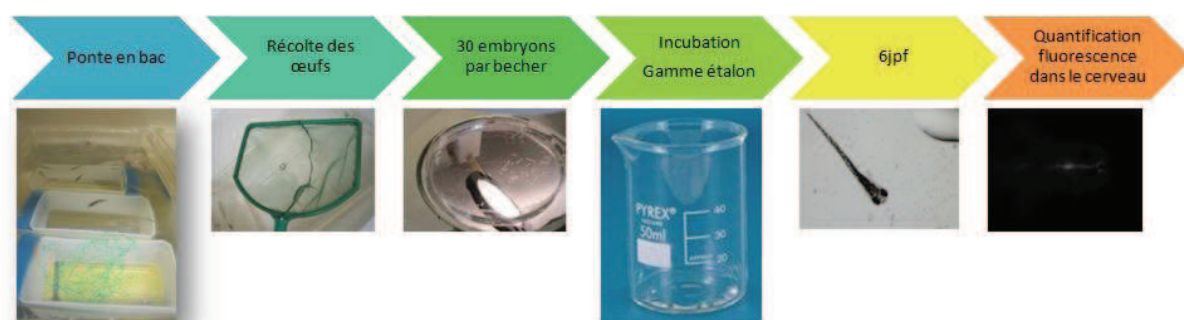 Ponte en bac
Récolte des
œufs
30 embryons
par becher
Incubation
Gamme étalon
6jpf
Quantification
fluorescence
dans le cerveau
PYREX®
50ml
40
30
20